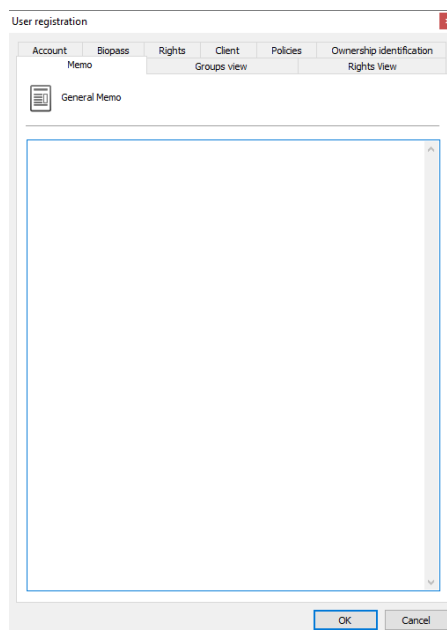 User registration
Account Biopass Rights Client Policies Ownership identification
Memo Groups view Rights View
General Memo
OK Cancel